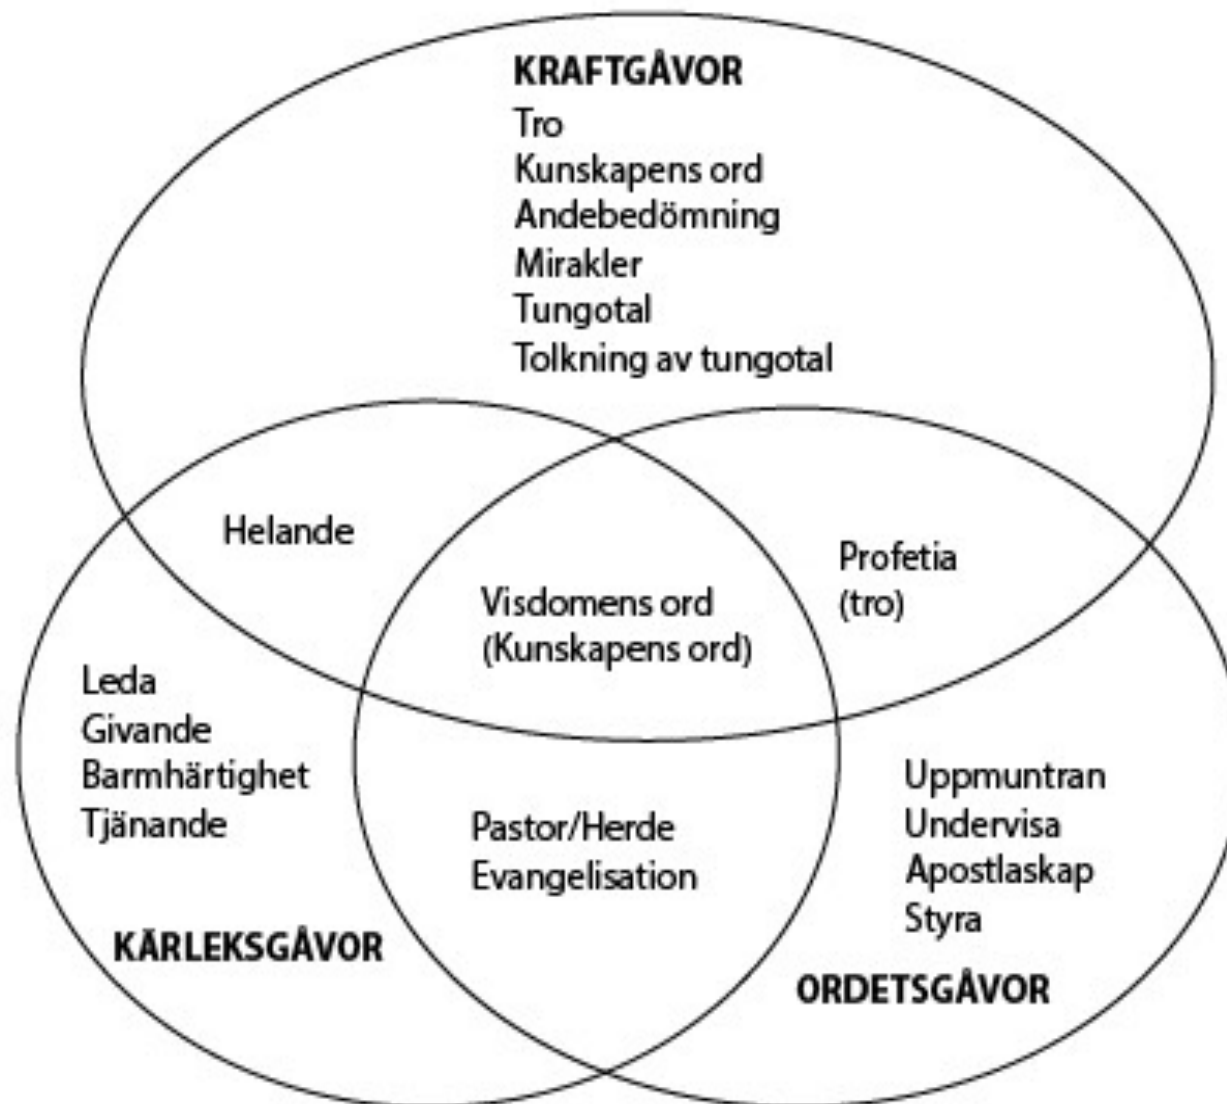 KRAFTGÅVOR
Tro
Kunskapens ord
Andebedömning
Mirakler
Tungotal
Tolkning av tungotal
Helande
Visdomens ord
(Kunskapens ord)
Profetia
(tro)
Leda
Givande
Barmhärtighet
Tjänande
KÄRLEKSGÅVOR
Pastor/Herde
Evangelisation
Uppmuntran
Undervisa
Apostlaskap
Styra
ORDETSGÅVOR